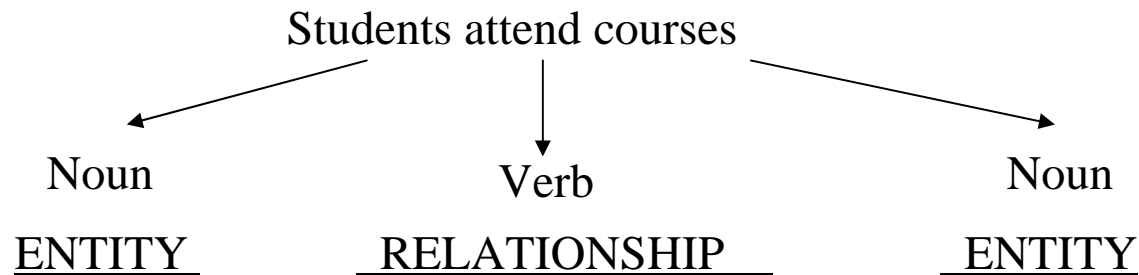 Students attend courses
Noun Verb Noun
ENTITY RELATIONSHIP ENTITY